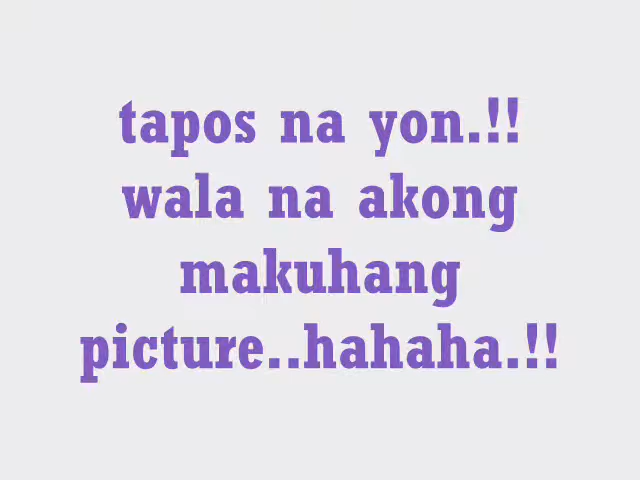 tapos na yon.!!
wala na akong
makuhang
picture..hahaha.!!